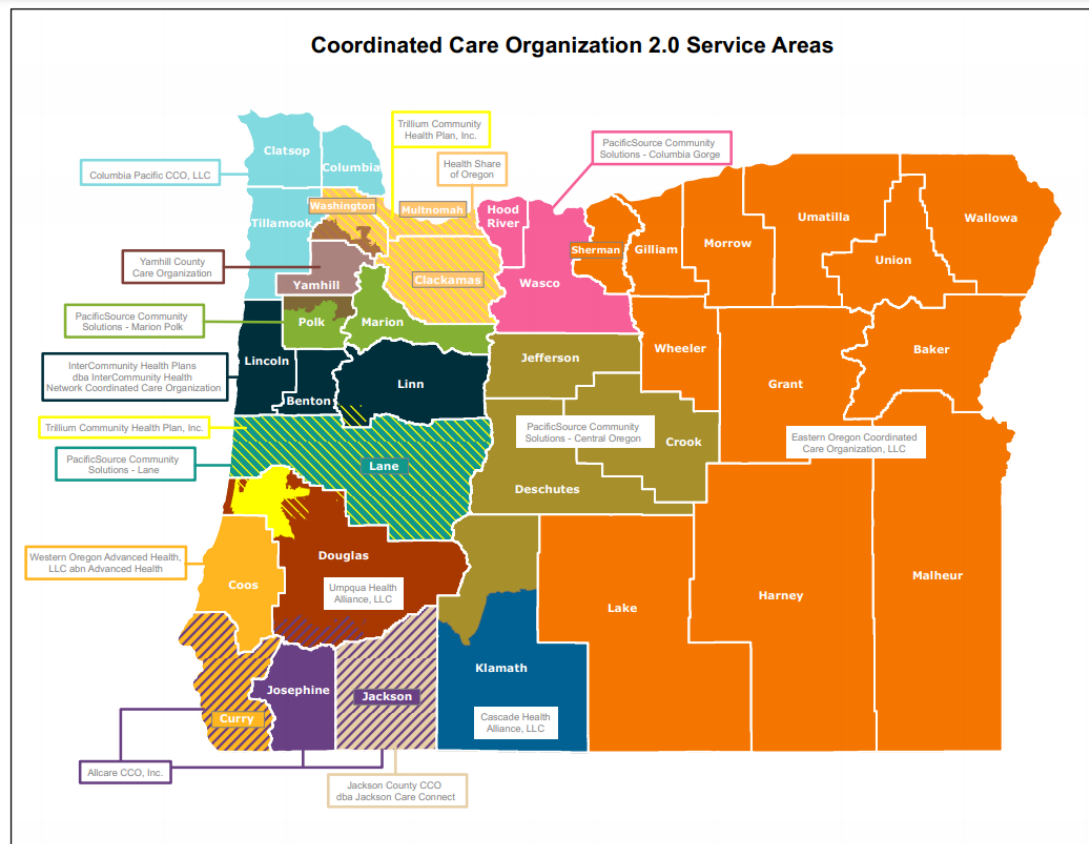 Coordinated Care Organization 2.0 Service Areas
Trillium Community
Health Plan, Inc.
Health Share
of Oregon
PacificSource Community
Solutions - Columbia Gorge
Columbia Pacific CCO, LLC
Clatsop
Columbia
Tillamook
Washington
Multnomah
Hood
River
Sherman
Gilliam
Morrow
Umatilla
Union
Wallowa
Yamhill County
Care Organization
Yamhill
Clackamas
Wasco
PacificSource Community
Solutions - Marion Polk
Polk
Marion
Jefferson
Wheeler
Grant
Baker
InterCommunity Health Plans
dba InterCommunity Health
Network Coordinated Care Organization
Lincoln
Benton
Linn
Trillium Community Health Plan, Inc.
PacificSource Community
Solutions - Central Oregon
Crook
Eastern Oregon Coordinated
Care Organization, LLC
PacificSource Community
Solutions - Lane
Lane
Deschutes
Western Oregon Advanced Health,
LLC abn Advanced Health
Coos
Douglas
Umpqua Health
Alliance, LLC
Lake
Harney
Malheur
Klamath
Cascade Health
Alliance, LLC
Curry
Josephine
Jackson
Allcare CCO, Inc.
Jackson County CCO
dba Jackson Care Connect